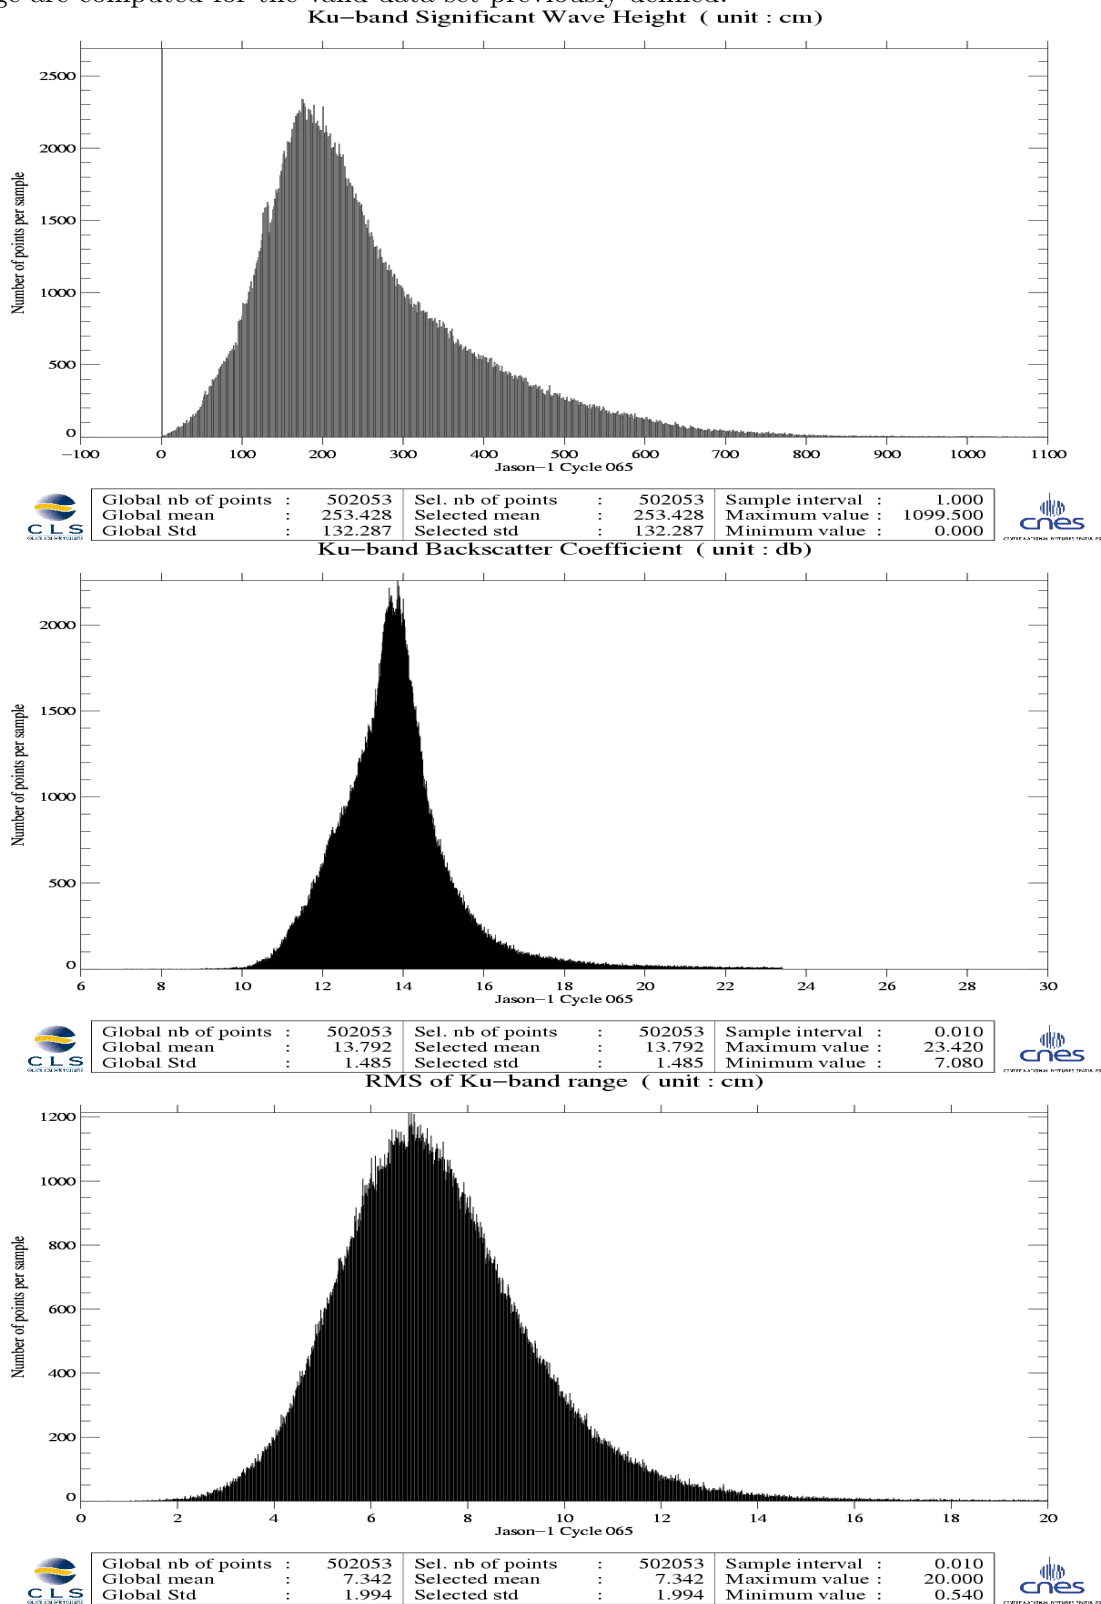 ge are computed for the valid data set previously defined.
Ku-band Significant Wave Height ( unit : cm)
Number of points per sample
2500
2000
1500
1000
500
0
-100 0 100 200 300 400 500 600 700 800 900 1000 1100
Jason-1 Cycle 065
CLS
Global nb of points : 502053 Sel. nb of points : 502053 Sample interval : 1.000
Global mean : 253.428 Selected mean : 253.428 Maximum value : 1099.500
Global Std : 132.287 Selected std : 132.287 Minimum value : 0.000
cnes
Ku-band Backscatter Coefficient ( unit : db)
Number of points per sample
2000
1500
1000
500
0
6 8 10 12 14 16 18 20 22 24 26 28 30
Jason-1 Cycle 065
CLS
Global nb of points : 502053 Sel. nb of points : 502053 Sample interval : 0.010
Global mean : 13.792 Selected mean : 13.792 Maximum value : 23.420
Global Std : 1.485 Selected std : 1.485 Minimum value : 7.080
cnes
RMS of Ku-band range ( unit : cm)
Number of points per sample
1200
1000
800
600
400
200
0
0 2 4 6 8 10 12 14 16 18 20
Jason-1 Cycle 065
CLS
Global nb of points : 502053 Sel. nb of points : 502053 Sample interval : 0.010
Global mean : 7.342 Selected mean : 7.342 Maximum value : 20.000
Global Std : 1.994 Selected std : 1.994 Minimum value : 0.540
cnes